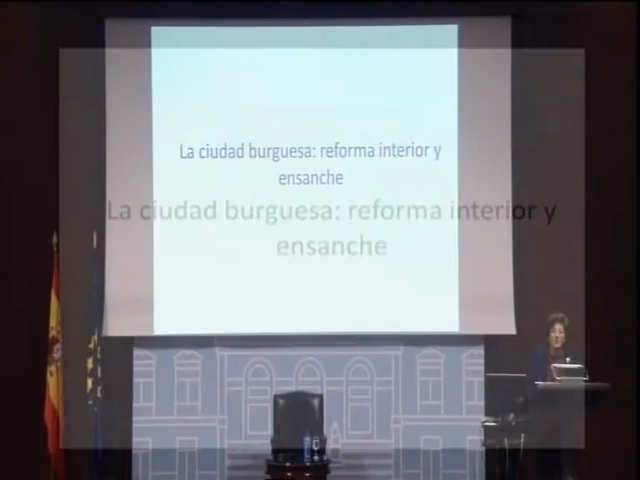 La ciudad burguesa: reforma interior y
ensanche
La ciudad burguesa: reforma interior y
ensanche